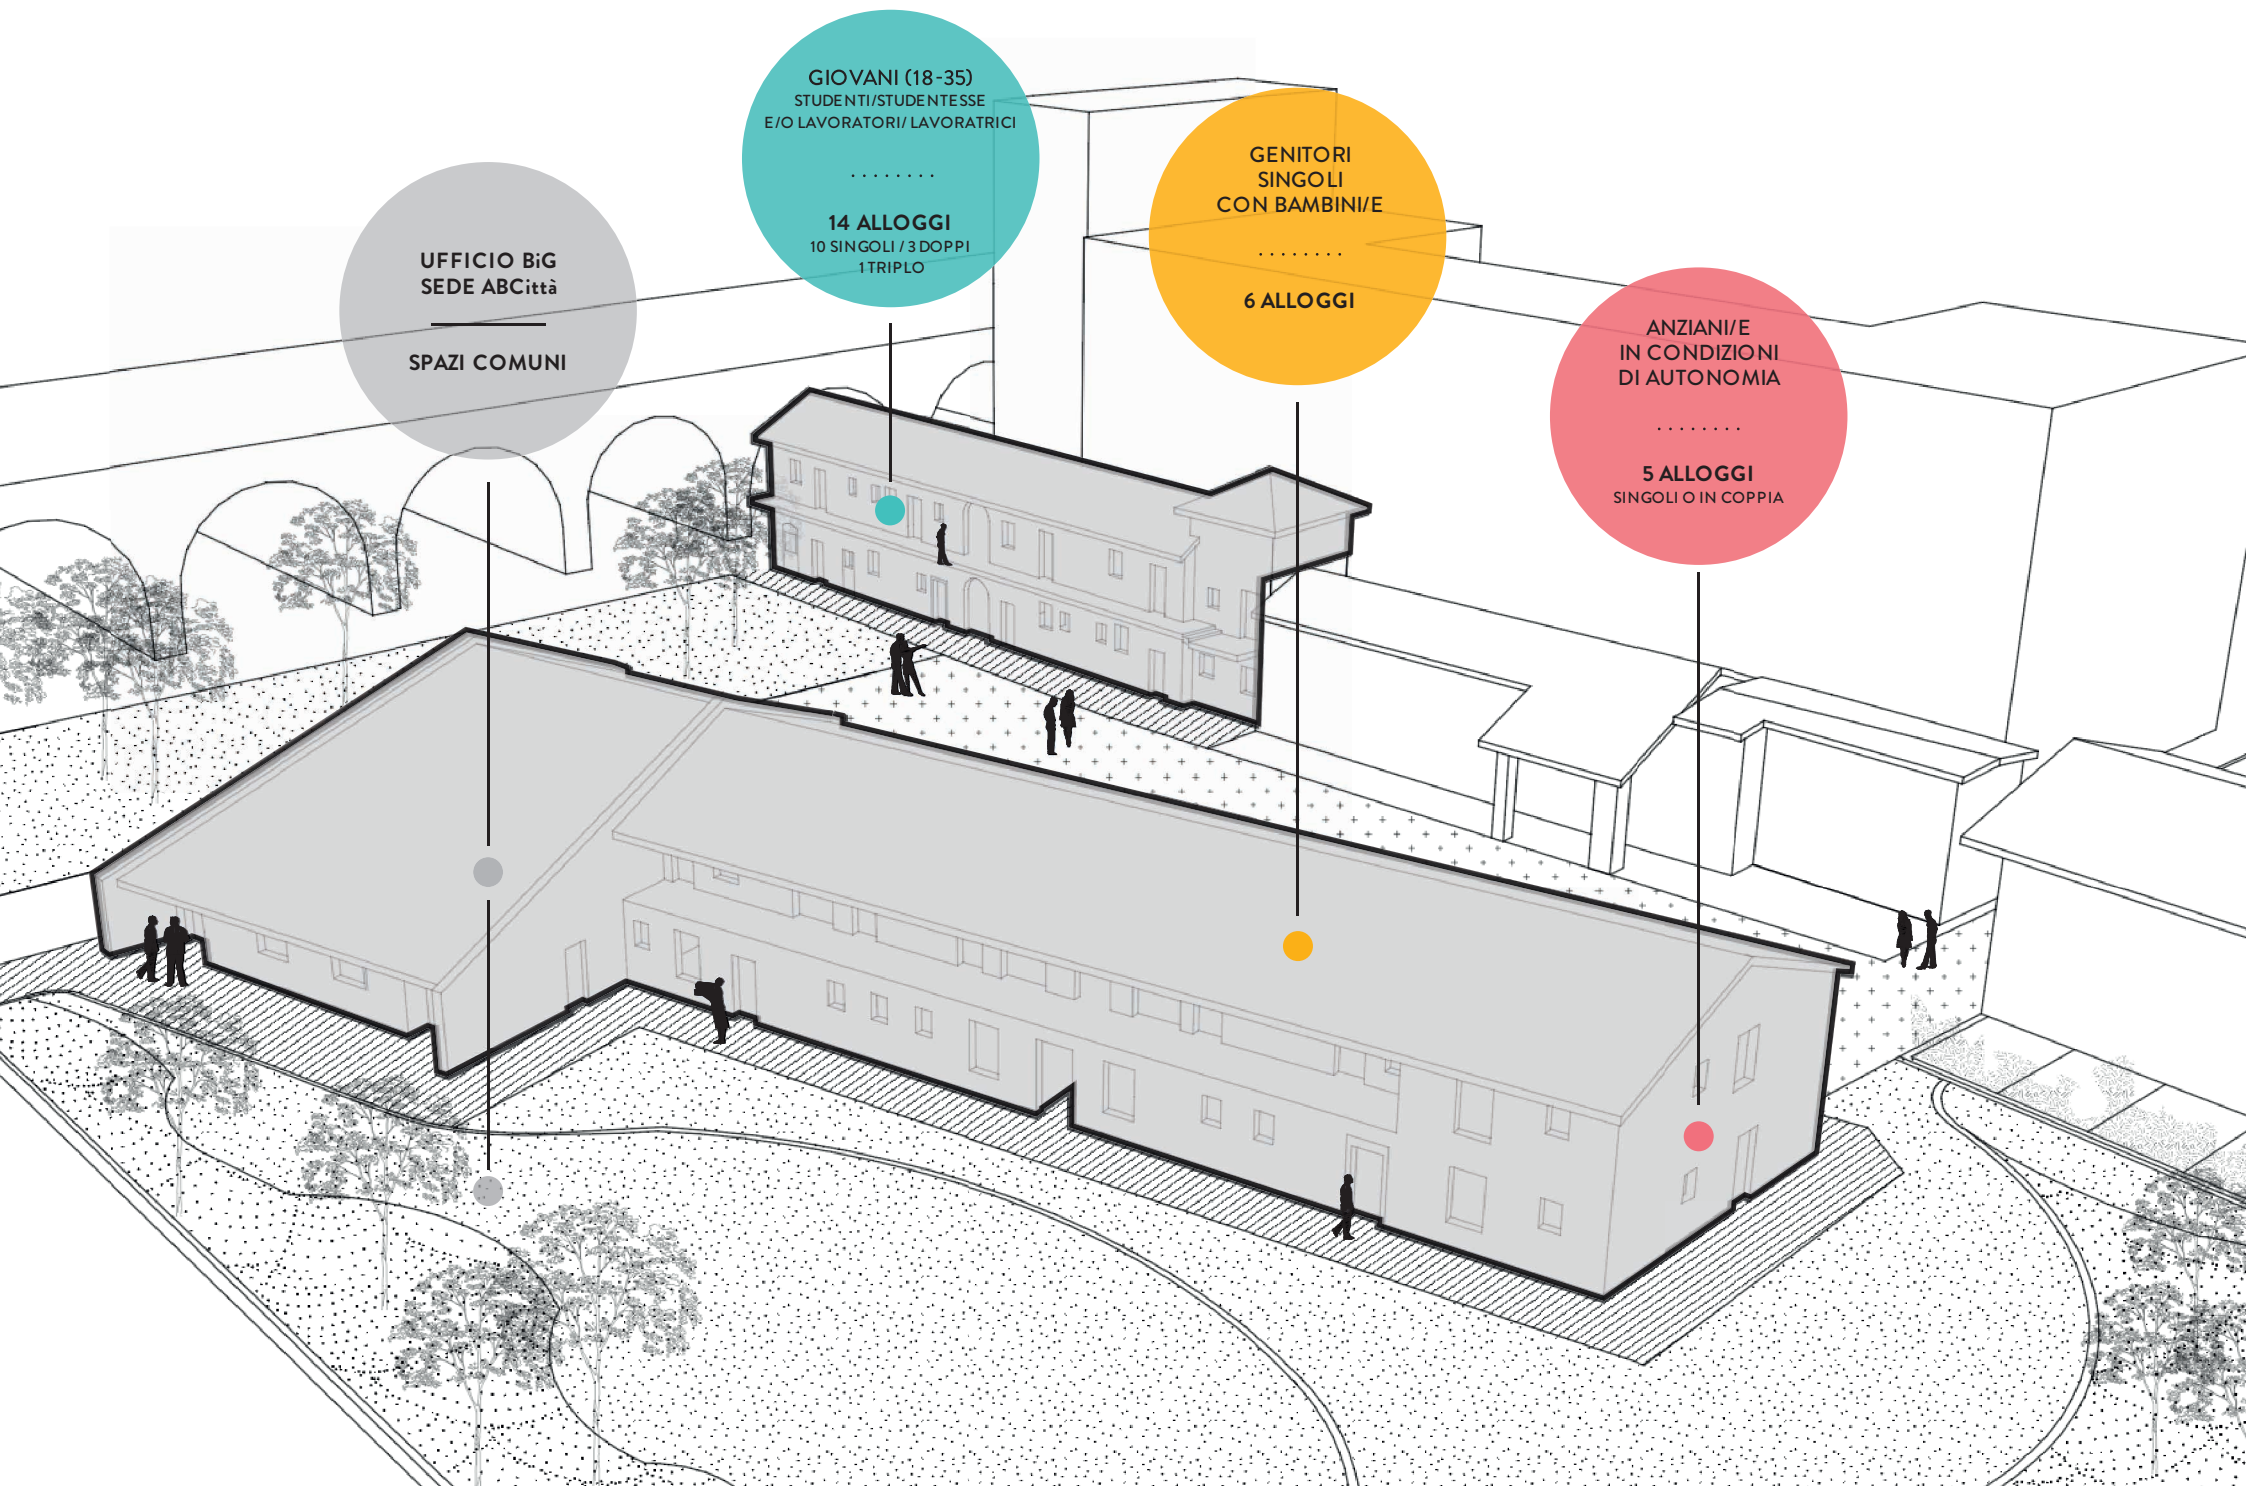 UFFICIO BiG
SEDE ABCittà
SPAZI COMUNI
GIOVANI (18-35)
STUDENTI/STUDENTESSE
E/O LAVORATORI/ LAVORATRICI
. . . . . . . .
14 ALLOGGI
10 SINGOLI / 3 DOPPI
1 TRIPLO
GENITORI
SINGOLI
CON BAMBINI/E
. . . . . . . .
6 ALLOGGI
ANZIANI/E
IN CONDIZIONI
DI AUTONOMIA
. . . . . . . .
5 ALLOGGI
SINGOLI O IN COPPIA